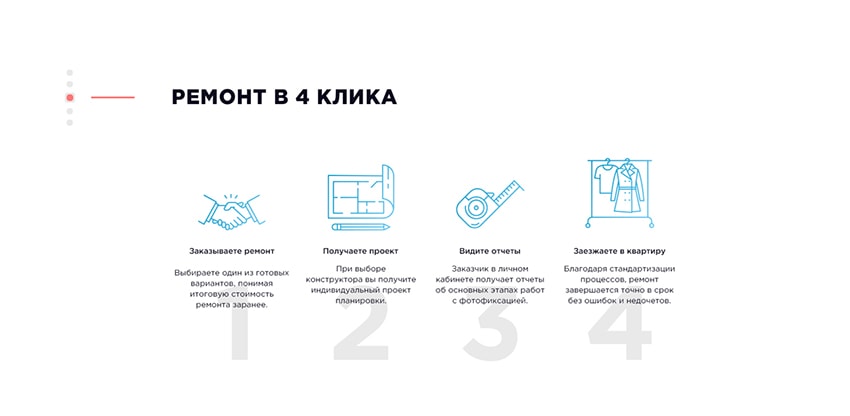 РЕМОНТ В 4 КЛИКА
Заказываете ремонт
Выбираете один из готовых
вариантов, понимая
итоговую стоимость
ремонта заранее.
1
Получаете проект
При выборе
конструктора вы получите
индивидуальный проект
планировки.
2
Видите отчеты
Заказчик в личном
кабинете получает отчеты
об основных этапах работ
с фотофиксацией.
3
Заезжаете в квартиру
Благодаря стандартизации
процессов, ремонт
завершается точно в срок
без ошибок и недочетов.
4